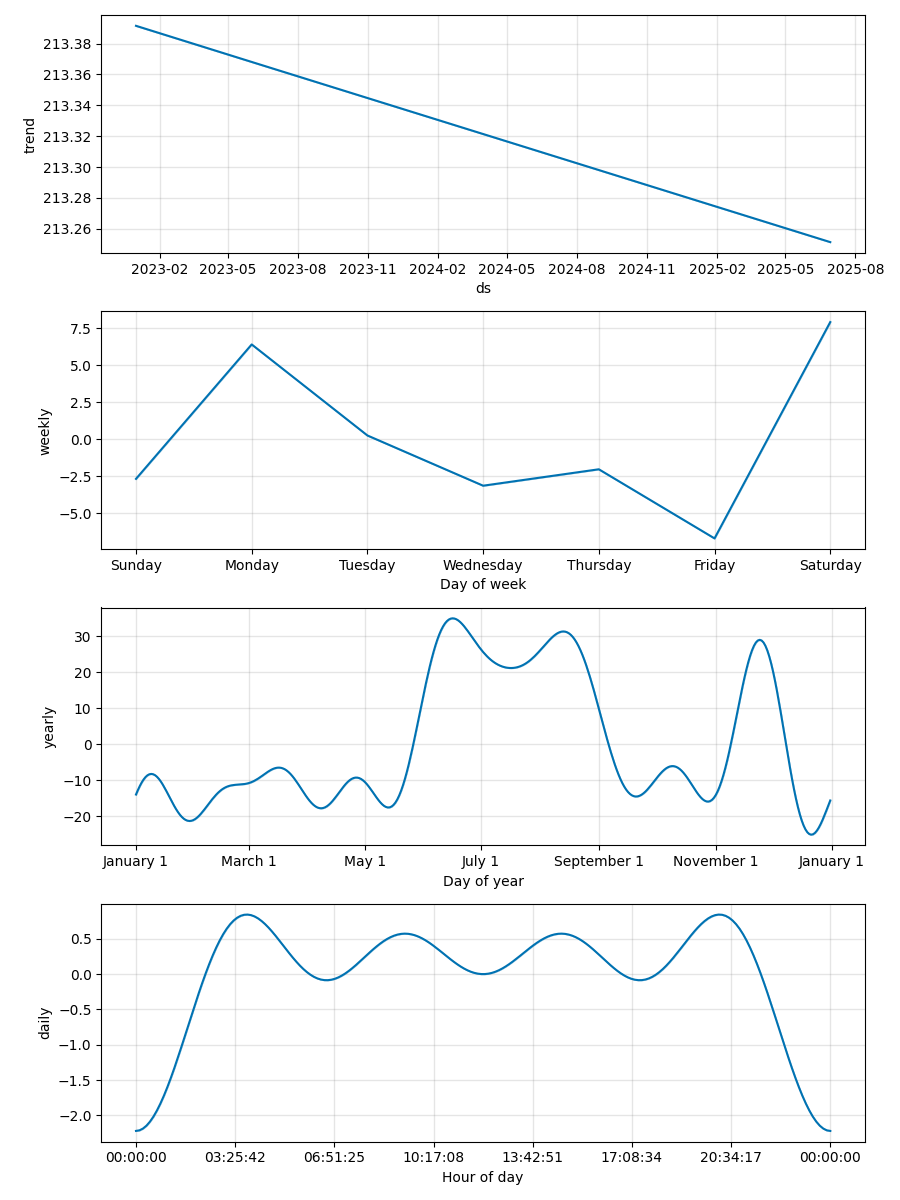 213.38
213.36
213.34
213.32
213.30
213.28
213.26
trend
2023-02 2023-05 2023-08 2023-11 2024-02 2024-05 2024-08 2024-11 2025-02 2025-05 2025-08
ds
7.5
5.0
2.5
0.0
−2.5
−5.0
weekly
Sunday Monday Tuesday Wednesday Thursday Friday Saturday
Day of week
30
20
10
0
−10
−20
yearly
January 1 March 1 May 1 July 1 September 1 November 1 January 1
Day of year
0.5
0.0
−0.5
−1.0
−1.5
−2.0
daily
00:00:00 03:25:42 06:51:25 10:17:08 13:42:51 17:08:34 20:34:17 00:00:00
Hour of day